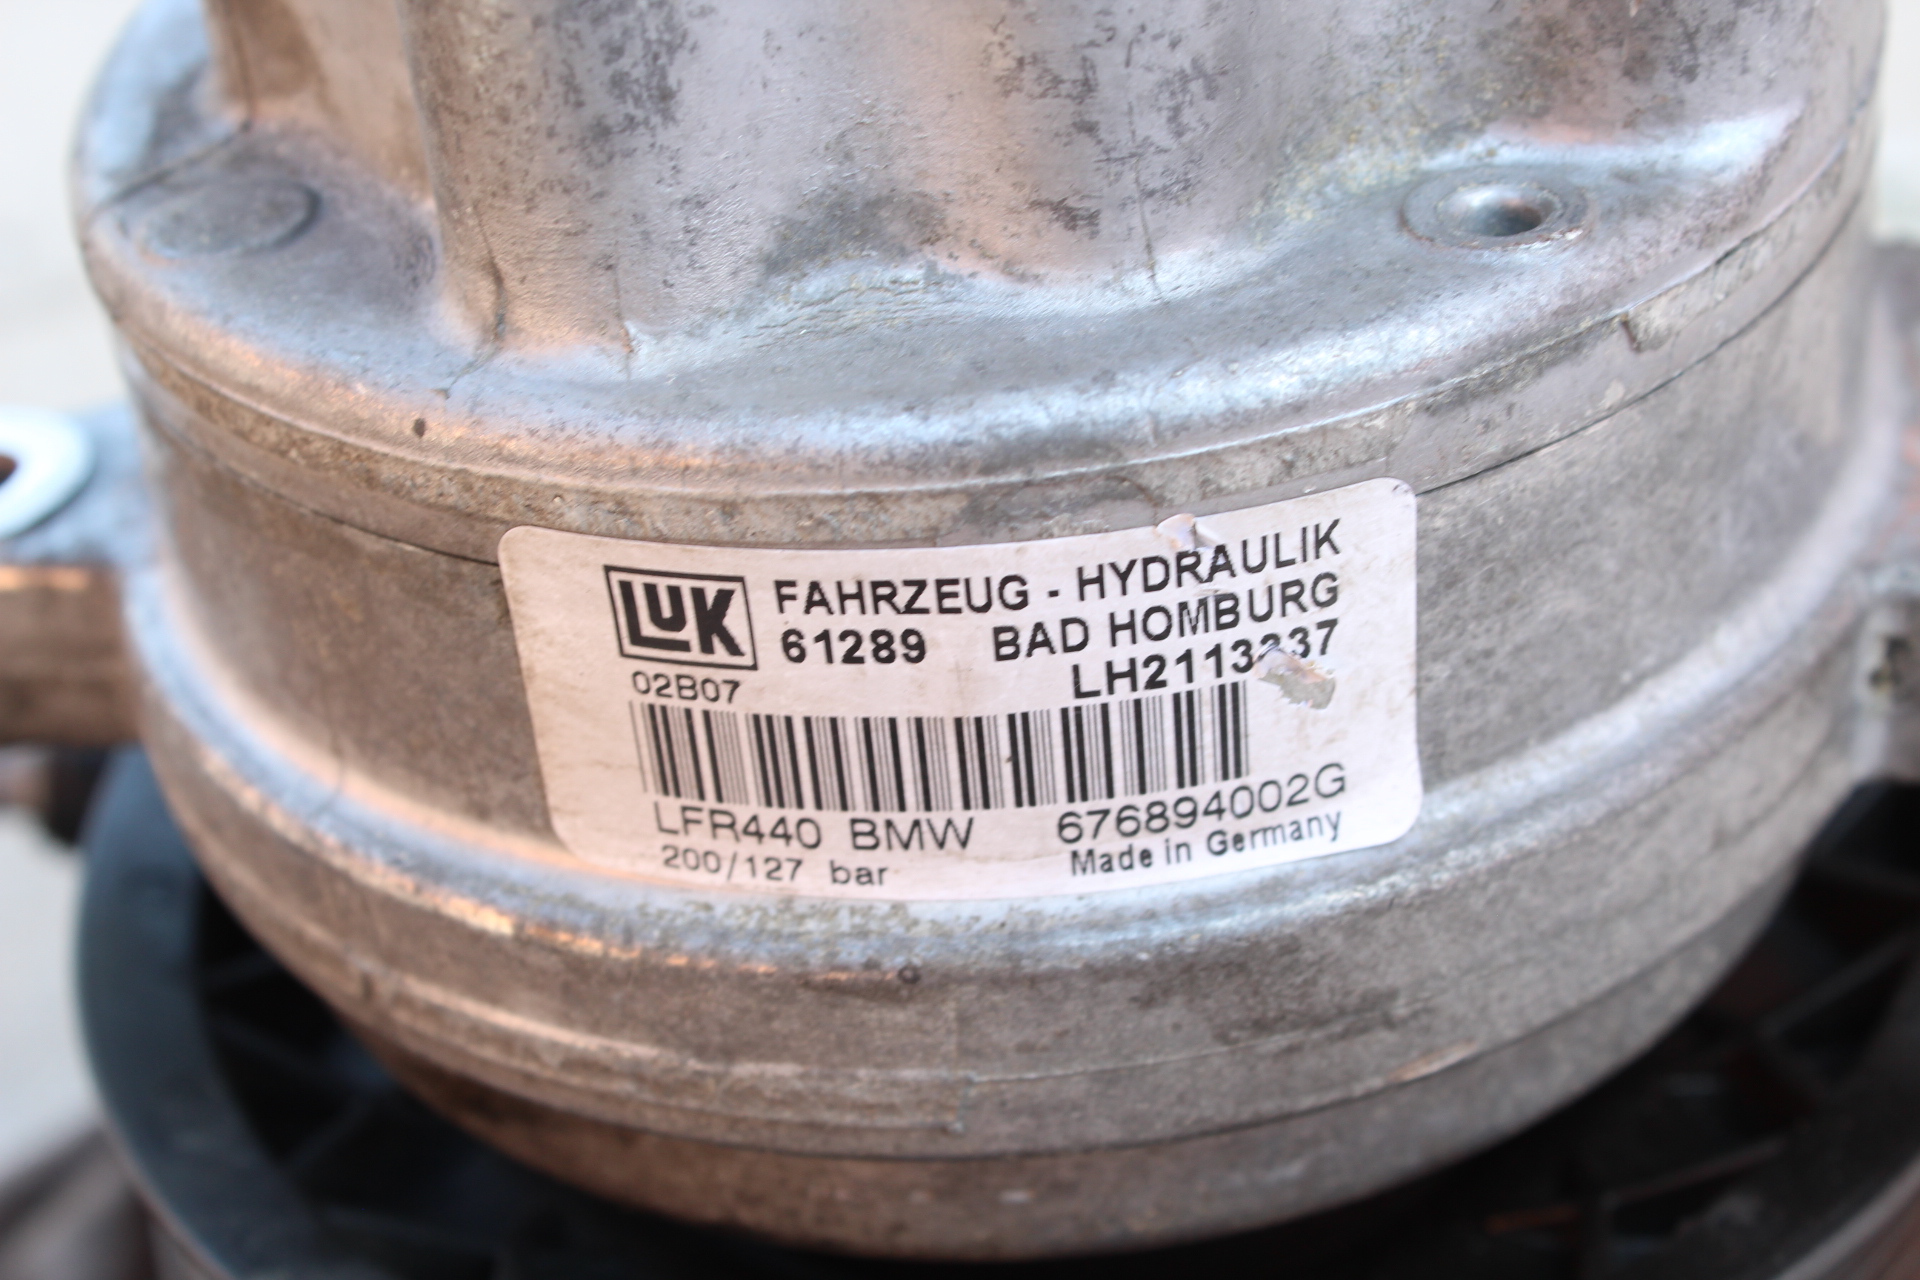 LUK FAHRZEUG - HYDRAULIK
61289 BAD HOMBURG
02B07
LFR440 BMW 676894002G
200/127 bar Made in Germany